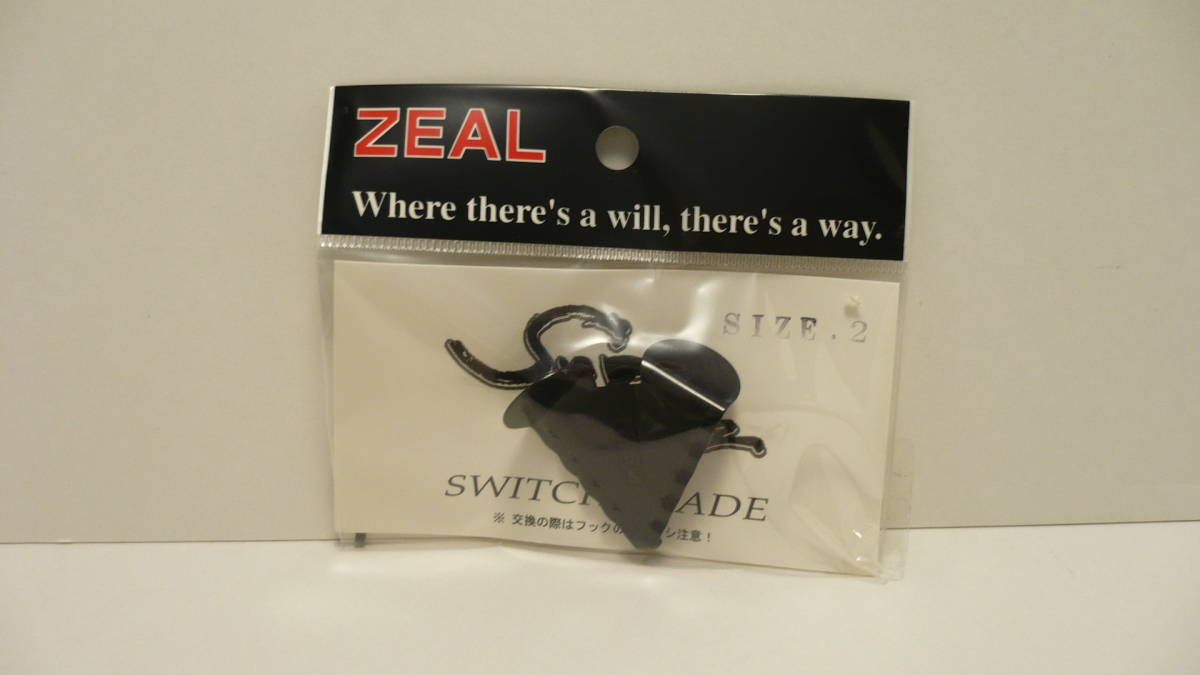 ZEAL
Where there's a will, there's a way.
SIZE.2
SWITCH ADE
※ 交換の際はフックの シ注意！